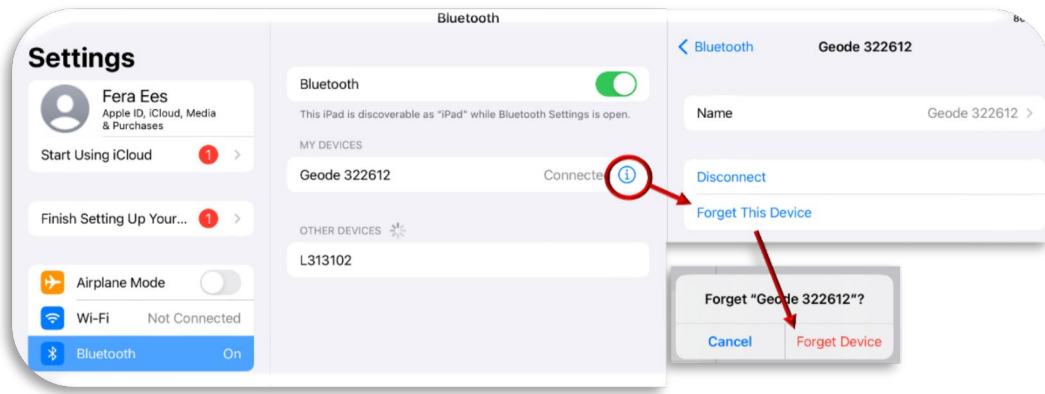 Settings
Fera Ees
Apple ID, iCloud, Media
& Purchases
Start Using iCloud 1
Finish Setting Up Your... 1
Airplane Mode
Wi-Fi Not Connected
Bluetooth On
Bluetooth
Bluetooth
This iPad is discoverable as "iPad" while Bluetooth Settings is open.
MY DEVICES
Geode 322612
OTHER DEVICES
L313102
Bluetooth Geode 322612
Name Geode 322612
Disconnect
Forget This Device
Forget "Geode 322612"?
Cancel Forget Device